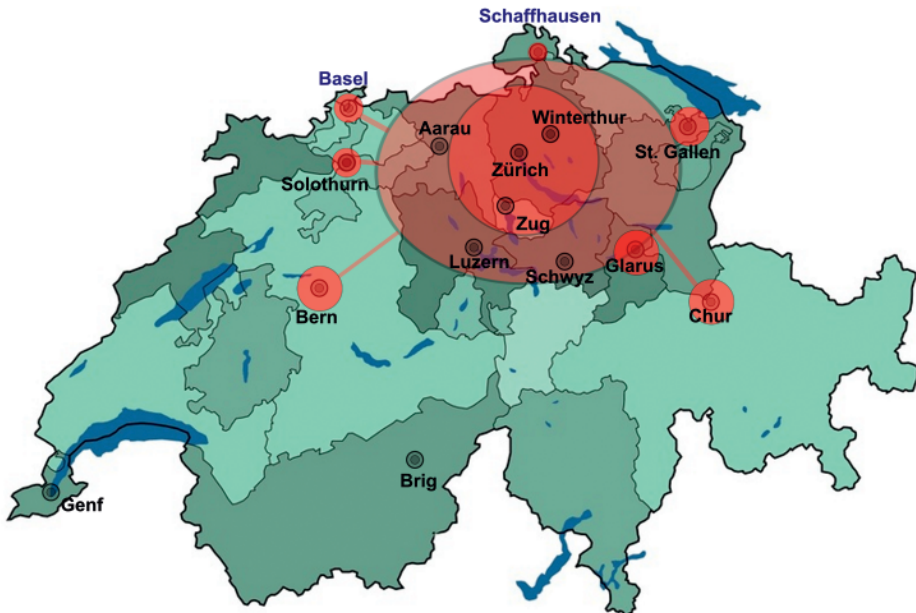 Schaffhausen
Basel
Winterthur
Aarau
St. Gallen
Zürich
Solothurn
Zug
Luzern
Schwyz
Glarus
Bern
Chur
Brig
Genf